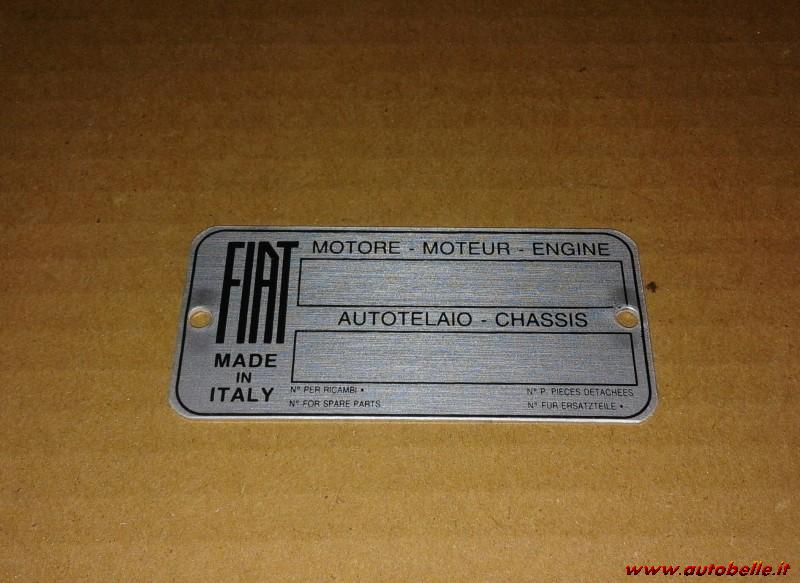 FIAT
MADE
IN
ITALY
MOTORE - MOTEUR - ENGINE
AUTOTELAIO - CHASSIS
N° PER RICAMBI •
N° FOR SPARE PARTS
N° P. PIECES DETACHEES
N° FUR ERSATZTEILE •
www.autobelle.it